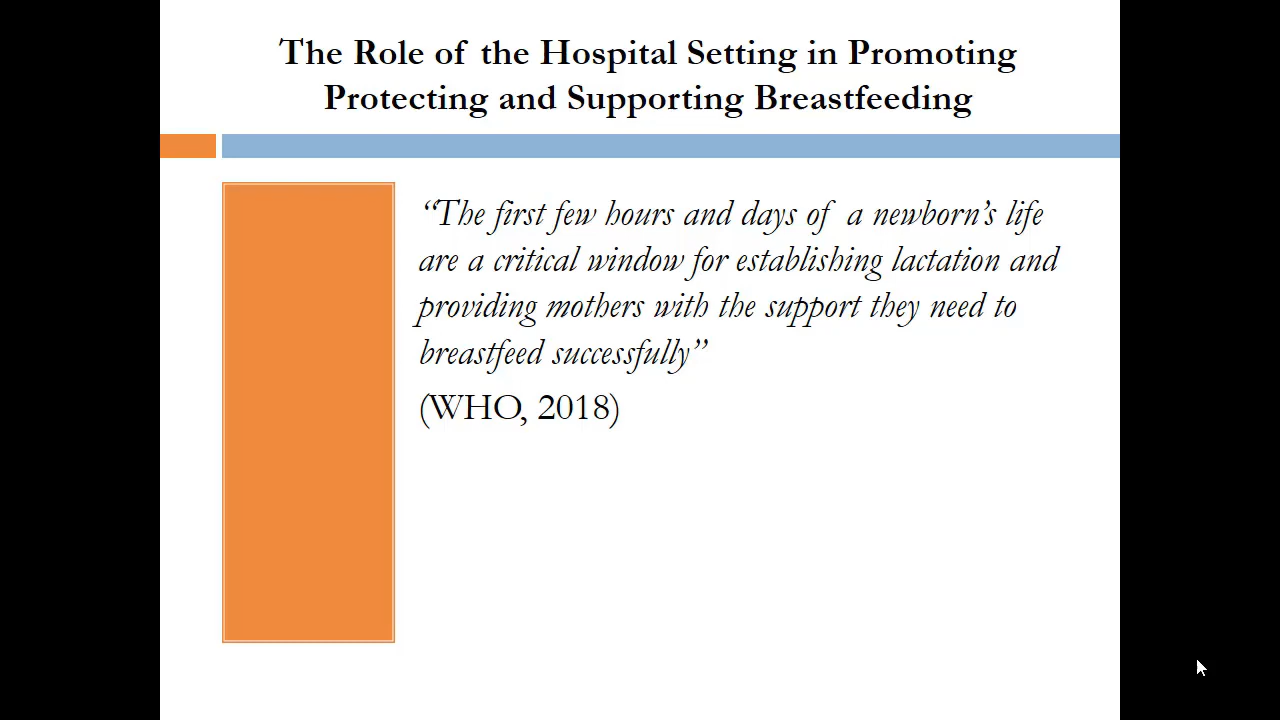 The Role of the Hospital Setting in Promoting
Protecting and Supporting Breastfeeding
“The first few hours and days of a newborn’s life
are a critical window for establishing lactation and
providing mothers with the support they need to
breastfeed successfully”
(WHO, 2018)